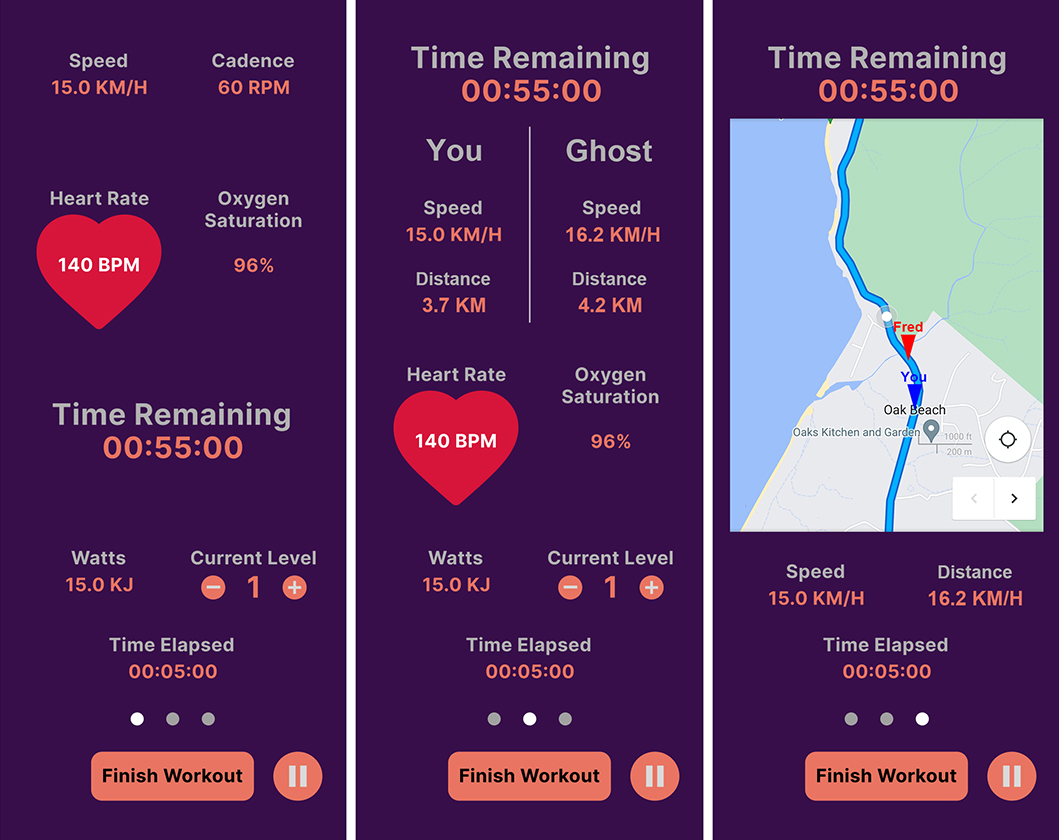 Speed
15.0 KM/H
Cadence
60 RPM
Heart Rate
140 BPM
Oxygen
Saturation
96%
Time Remaining
00:55:00
Watts
15.0 KJ
Current Level
1
Time Elapsed
00:05:00
Finish Workout
Time Remaining
00:55:00
You
Speed
15.0 KM/H
Distance
3.7 KM
Ghost
Speed
16.2 KM/H
Distance
4.2 KM
Heart Rate
140 BPM
Oxygen
Saturation
96%
Watts
15.0 KJ
Current Level
1
Time Elapsed
00:05:00
Finish Workout
Time Remaining
00:55:00
Fred
You
Oak Beach
Oaks Kitchen and Garden
1000 ft
200 m
Speed
15.0 KM/H
Distance
16.2 KM/H
Time Elapsed
00:05:00
Finish Workout